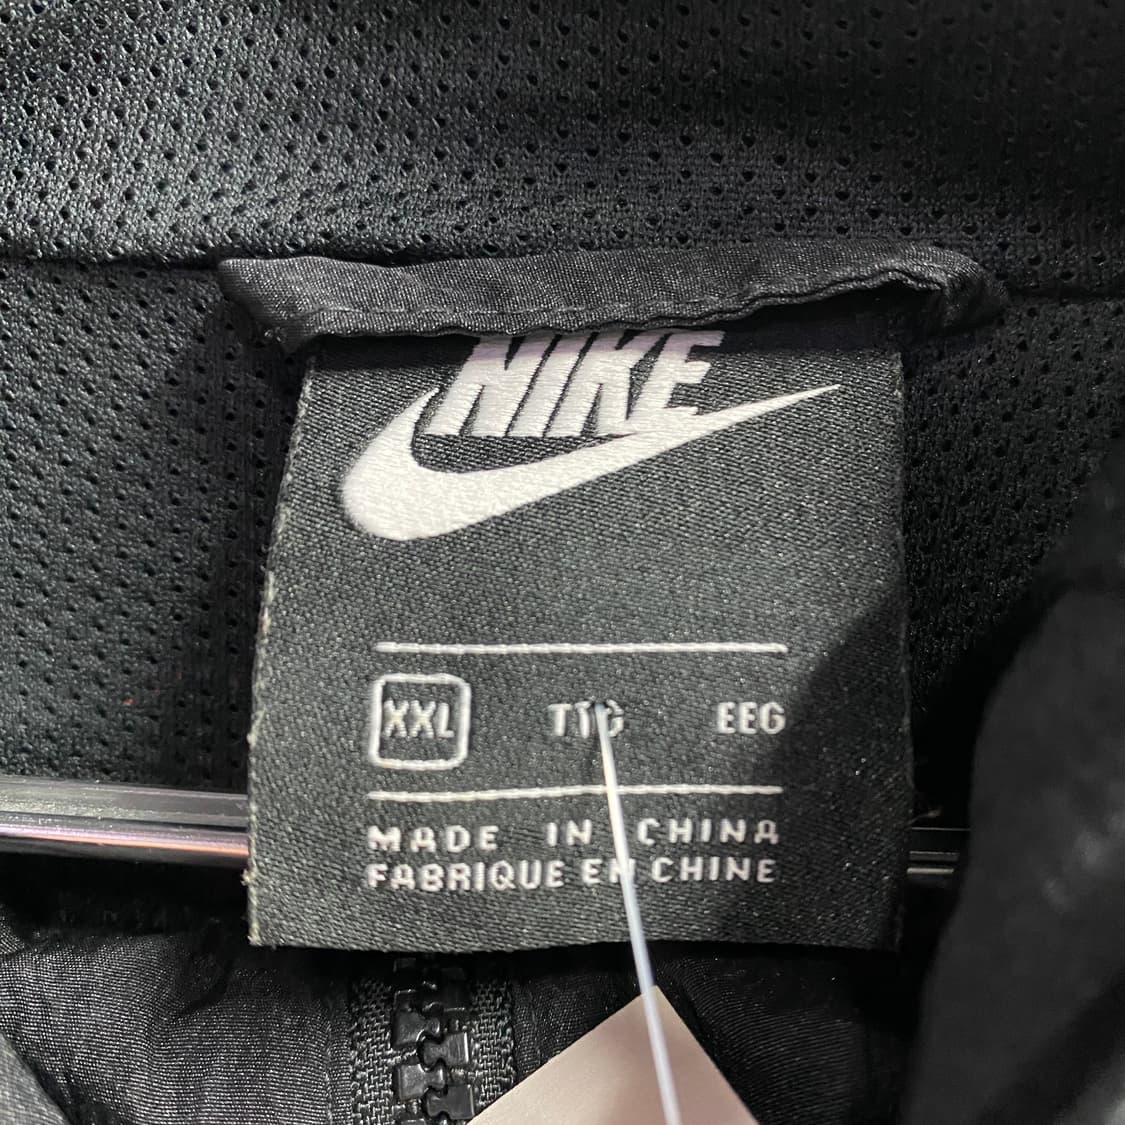 NIKE
XXL TTG EEG
MADE IN CHINA
FABRIQUE EN CHINE